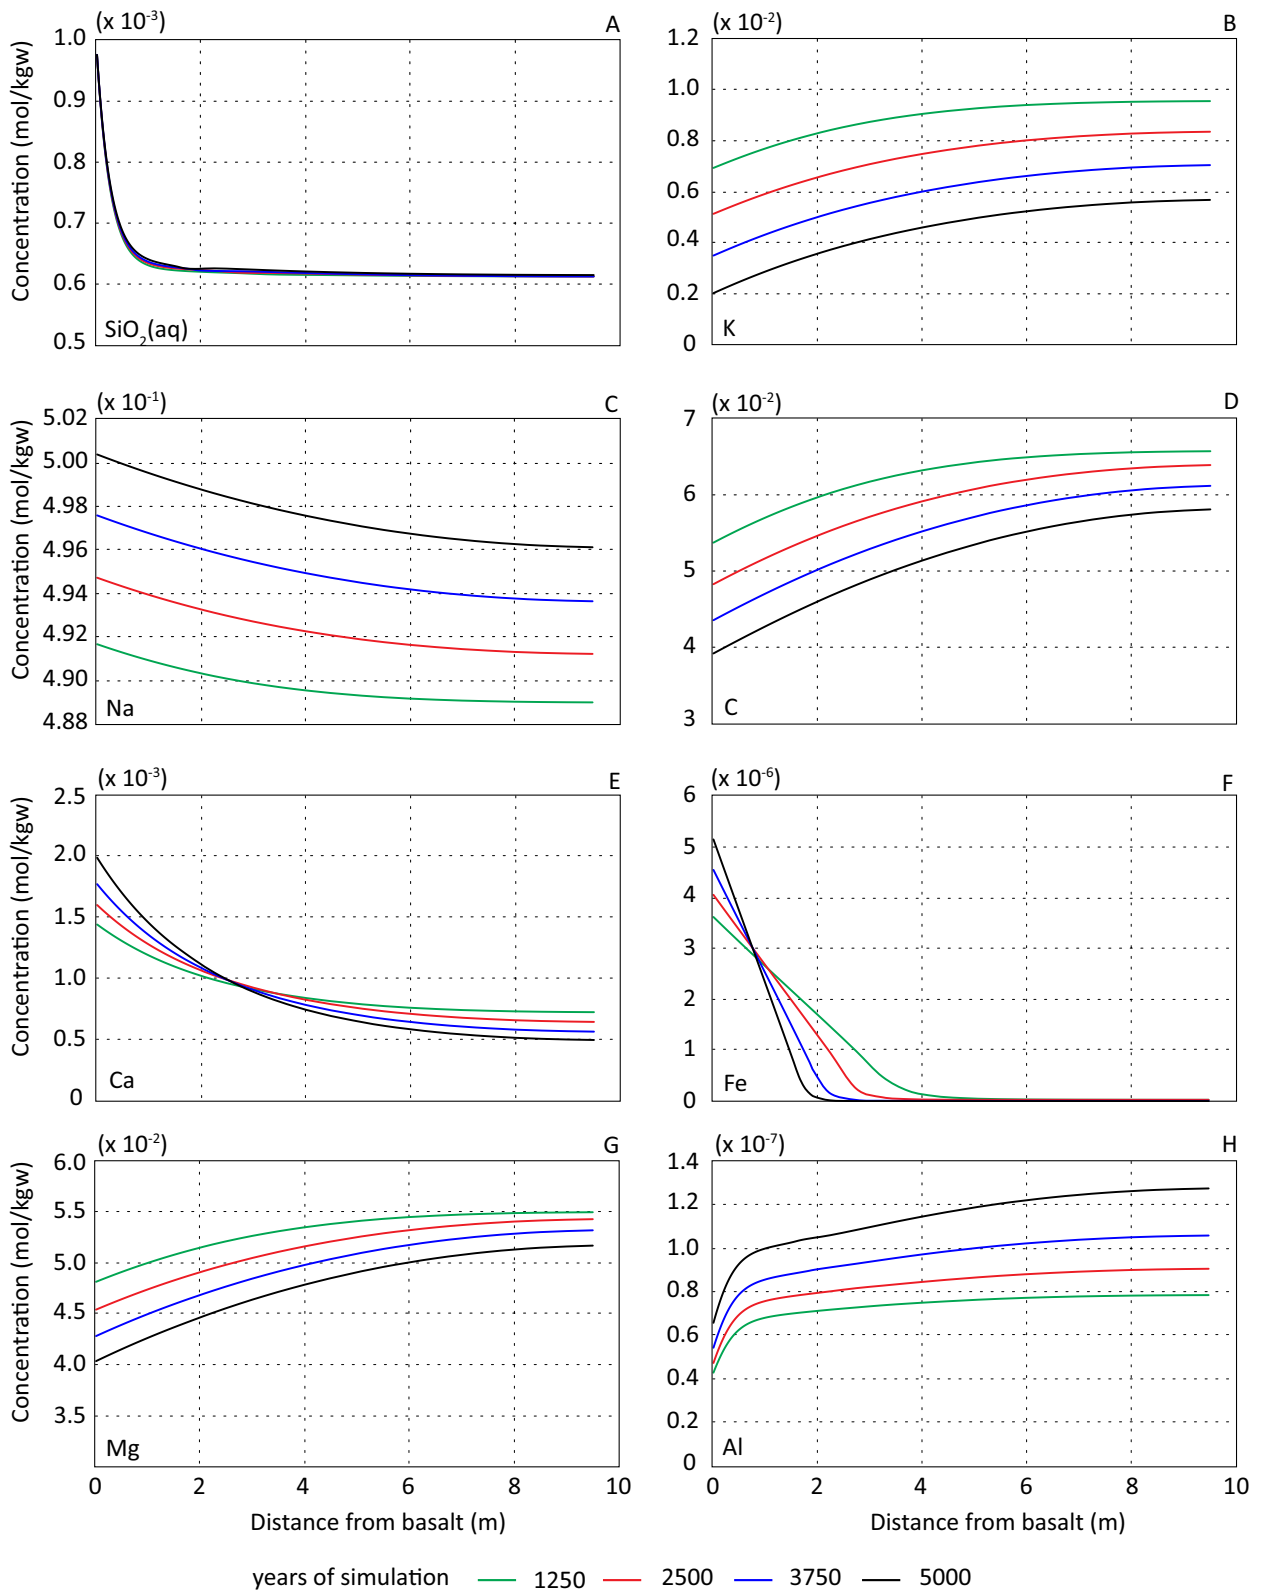 (x 10-3) A
1.0
0.9
0.8
0.7
0.6
0.5
Concentration (mol/kgw)
SiO2(aq)
(x 10-2) B
1.2
1.0
0.8
0.6
0.4
0.2
0
K
(x 10-1) C
5.02
5.00
4.98
4.96
4.94
4.92
4.90
4.88
Concentration (mol/kgw)
Na
(x 10-2) D
7
6
5
4
3
C
(x 10-3) E
2.5
2.0
1.5
1.0
0.5
0
Concentration (mol/kgw)
Ca
(x 10-6) F
6
5
4
3
2
1
0
Fe
(x 10-2) G
6.0
5.5
5.0
4.5
4.0
3.5
Concentration (mol/kgw)
Mg
0 2 4 6 8 10
Distance from basalt (m)
(x 10-7) H
1.4
1.2
1.0
0.8
0.6
0.4
0.2
0
Al
0 2 4 6 8 10
Distance from basalt (m)
years of simulation 1250 2500 3750 5000